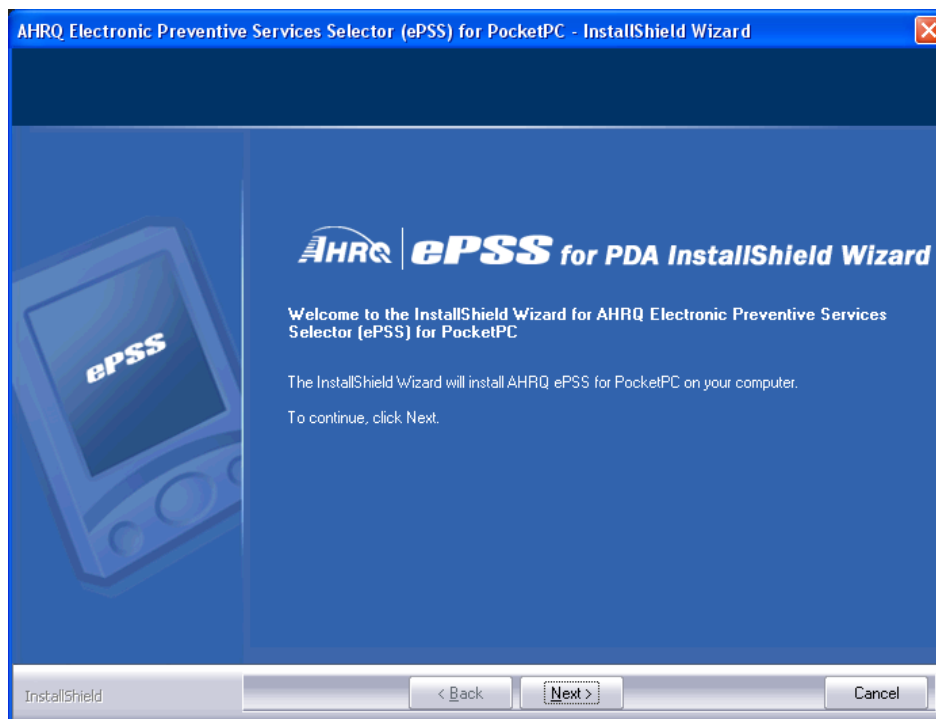 AHRQ Electronic Preventive Services Selector (ePSS) for PocketPC - InstallShield Wizard
AHRQ ePSS for PDA InstallShield Wizard
ePSS
Welcome to the InstallShield Wizard for AHRQ Electronic Preventive Services
Selector (ePSS) for PocketPC
The InstallShield Wizard will install AHRQ ePSS for PocketPC on your computer.
To continue, click Next.
InstallShield
< Back
Next >
Cancel